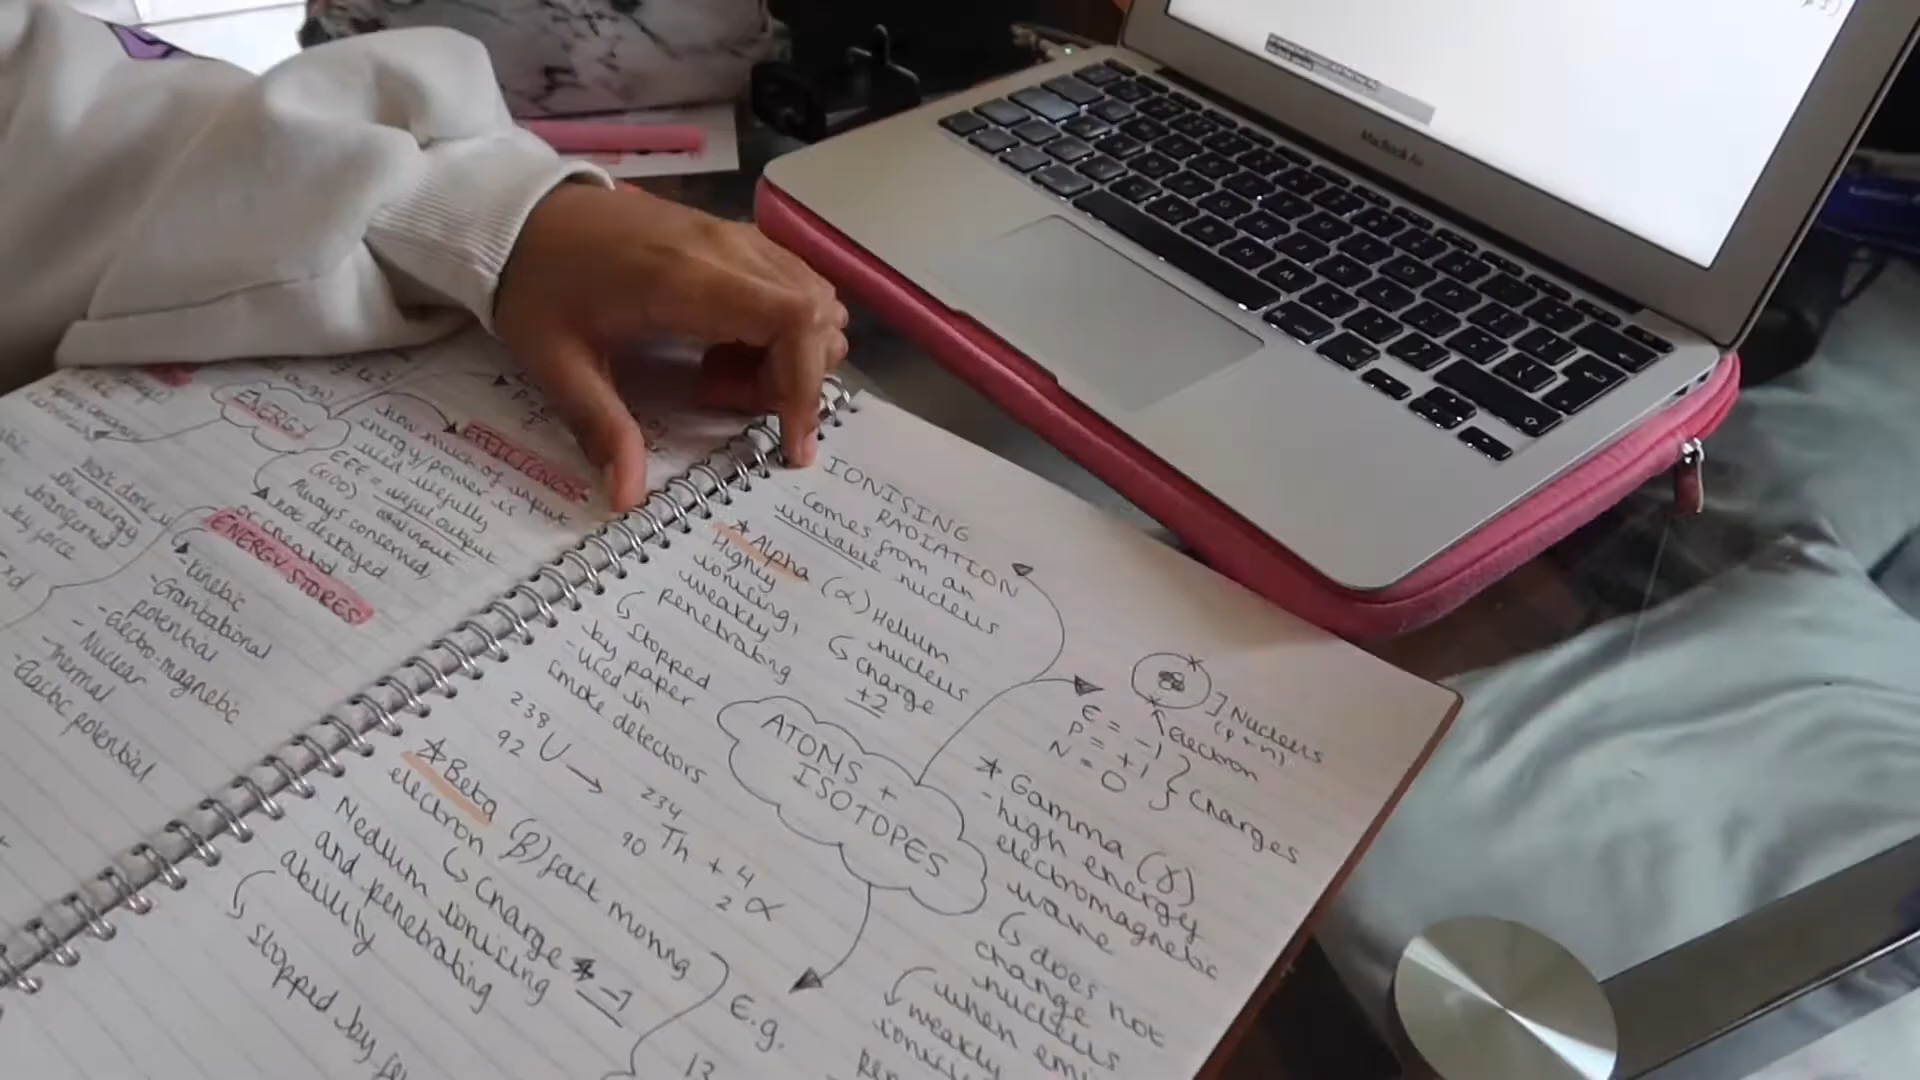 MacBook Air
ENERGY
how much of input
energy/power is
used usefully
EFFICIENCY
EFF = useful output
(x100) total input
Always conserved,
not destroyed
or created
Work done is
the energy
transferred
by force
ENERGY STORES
-Kinetic
-Gravitational
potential
-Electro-magnetic
-Nuclear
-Thermal
-Elastic potential
IONISING
RADIATION
-Comes from an
unstable nucleus
*Alpha (α) Helium
nucleus
↳ charge
+2
Highly
ionising,
weakly
penetrating
↳ stopped
by paper
-Used in
smoke detectors
238
92 U → 234
90 Th + 4
2 α
*Beta (β) fast moving
electron
↳ charge -1
Medium ionising
and penetrating
ability
↳ stopped by
E.g.
ATOMS +
ISOTOPES
Nucleus
(p+n)
Electron
E = -1
P = +1
N = 0
} Charges
*Gamma (γ)
-high energy
electromagnetic
wave
↳ does not
change
nucleus
when
↳ weakly